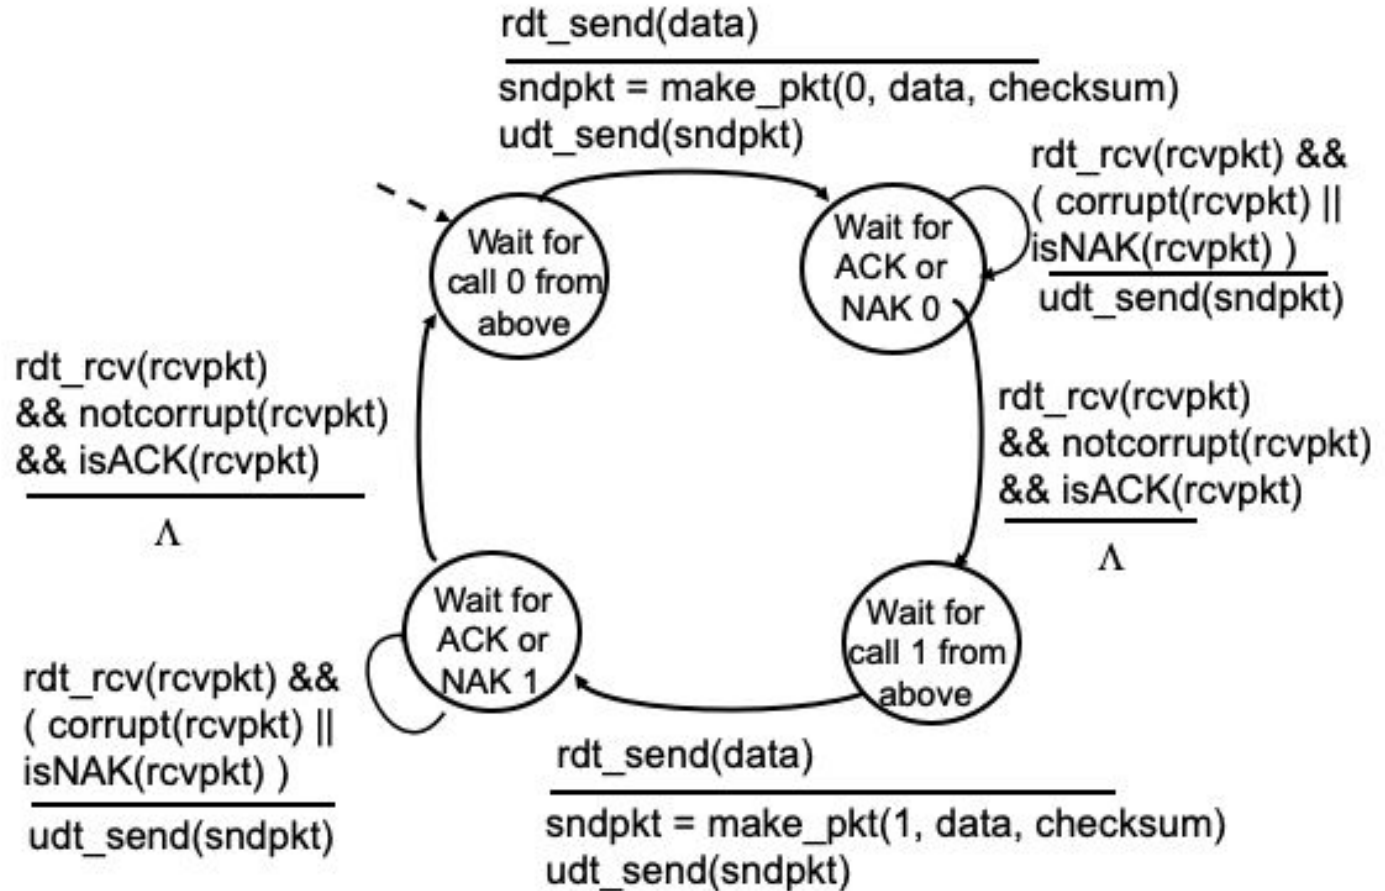 rdt_send(data)
sndpkt = make_pkt(0, data, checksum)
udt_send(sndpkt)
rdt_rcv(rcvpkt) &&
( corrupt(rcvpkt) ||
isNAK(rcvpkt) )
udt_send(sndpkt)
Wait for
call 0 from
above
Wait for
ACK or
NAK 0
rdt_rcv(rcvpkt)
&& notcorrupt(rcvpkt)
&& isACK(rcvpkt)
Λ
rdt_rcv(rcvpkt)
&& notcorrupt(rcvpkt)
&& isACK(rcvpkt)
Λ
Wait for
ACK or
NAK 1
Wait for
call 1 from
above
rdt_rcv(rcvpkt) &&
( corrupt(rcvpkt) ||
isNAK(rcvpkt) )
udt_send(sndpkt)
rdt_send(data)
sndpkt = make_pkt(1, data, checksum)
udt_send(sndpkt)